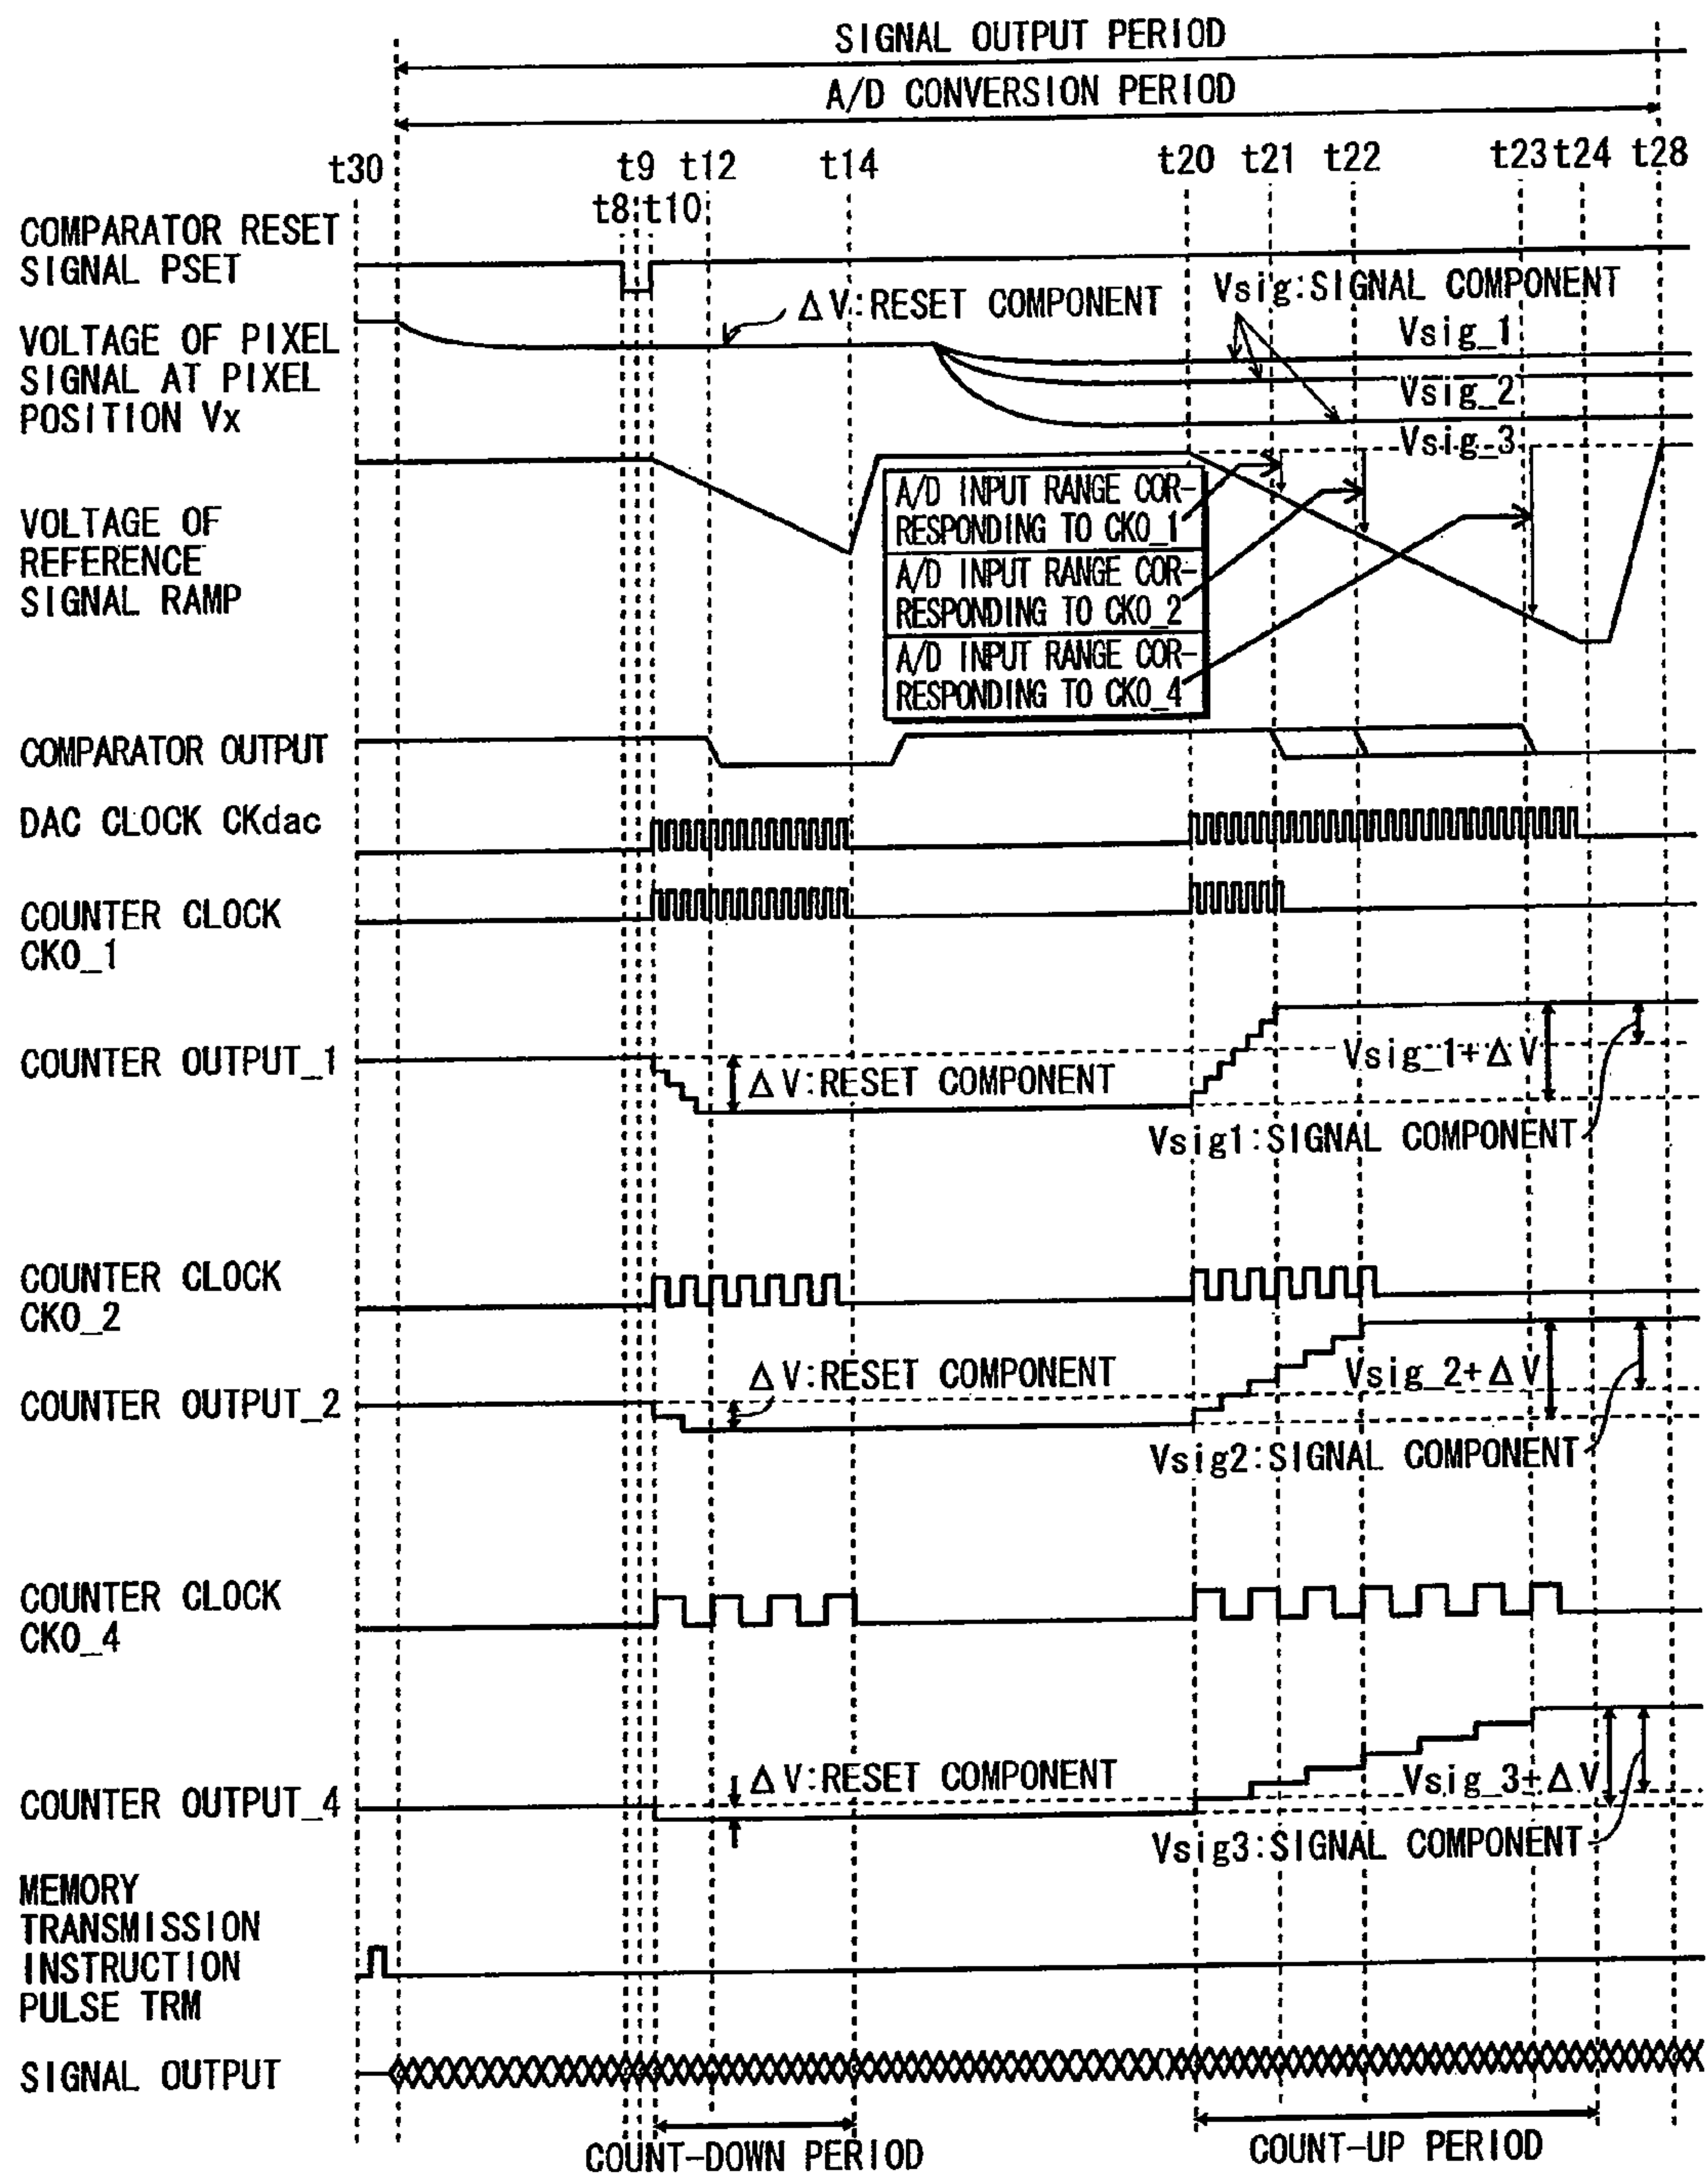 SIGNAL OUTPUT PERIOD
A/D CONVERSION PERIOD
t30
t9 t12
t14
t20 t21 t22
t23 t24 t28
t8 t10
COMPARATOR RESET
SIGNAL PSET
ΔV:RESET COMPONENT
Vsig:SIGNAL COMPONENT
VOLTAGE OF PIXEL
SIGNAL AT PIXEL
POSITION Vx
Vsig_1
Vsig_2
Vsig_3
VOLTAGE OF
REFERENCE
SIGNAL RAMP
A/D INPUT RANGE COR-
RESPONDING TO CK0_1
A/D INPUT RANGE COR-
RESPONDING TO CK0_2
A/D INPUT RANGE COR-
RESPONDING TO CK0_4
COMPARATOR OUTPUT
DAC CLOCK CKdac
COUNTER CLOCK
CK0_1
COUNTER OUTPUT_1
ΔV:RESET COMPONENT
Vsig_1+ΔV
Vsig1:SIGNAL COMPONENT
COUNTER CLOCK
CK0_2
COUNTER OUTPUT_2
ΔV:RESET COMPONENT
Vsig_2+ΔV
Vsig2:SIGNAL COMPONENT
COUNTER CLOCK
CK0_4
COUNTER OUTPUT_4
ΔV:RESET COMPONENT
Vsig_3+ΔV
Vsig3:SIGNAL COMPONENT
MEMORY
TRANSMISSION
INSTRUCTION
PULSE TRM
SIGNAL OUTPUT
COUNT-DOWN PERIOD
COUNT-UP PERIOD